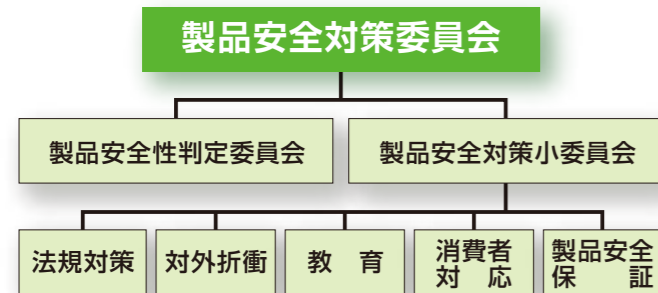 製品安全対策委員会
製品安全性判定委員会
製品安全対策小委員会
法規対策
対外折衝
教　育
消費者
対　応
製品安全
保　　証